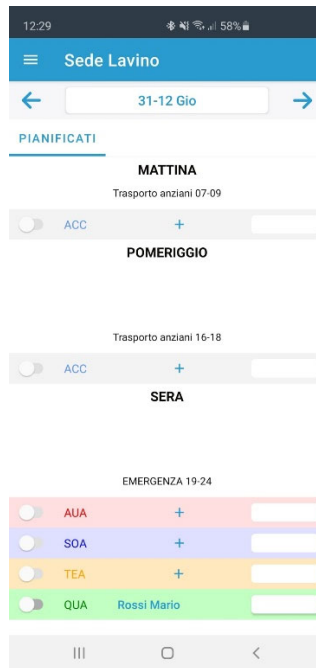 12:29 58%
Sede Lavino
31-12 Gio
PIANIFICATI
MATTINA
Trasporto anziani 07-09
ACC +
POMERIGGIO
Trasporto anziani 16-18
ACC +
SERA
EMERGENZA 19-24
AUA +
SOA +
TEA +
QUA Rossi Mario